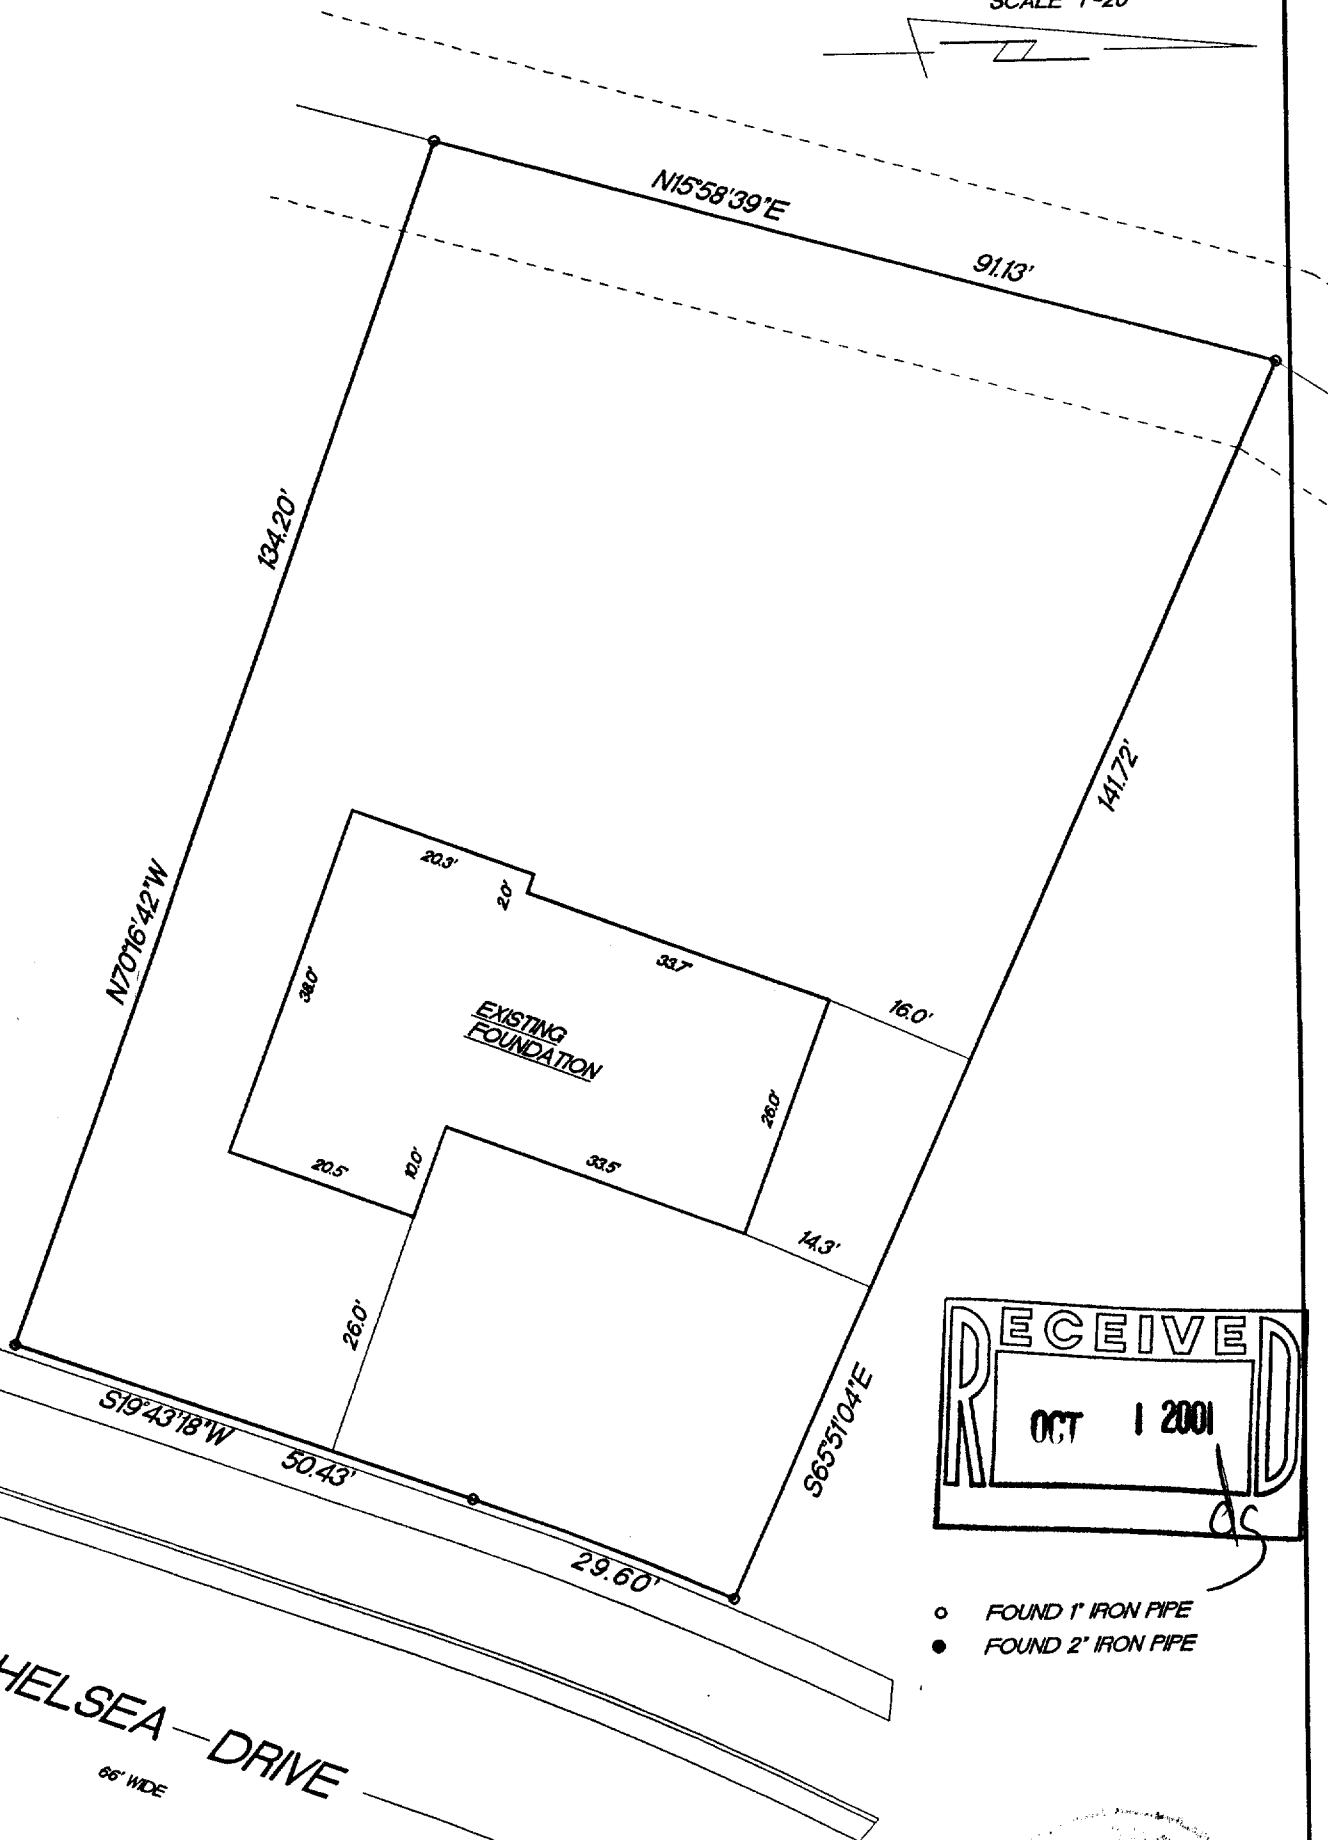 SCALE 1"=20'
N15°58'39"E
91.13'
134.20'
141.72'
N70°16'42"W
20.3'
2.0'
33.7'
38.0'
EXISTING
FOUNDATION
16.0'
26.0'
20.5'
10.0'
33.5'
14.3'
26.0'
S65°51'04"E
S19°43'18"W
50.43'
29.60'
RECEIVED
OCT 1 2001
FOUND 1" IRON PIPE
FOUND 2" IRON PIPE
HELSEA DRIVE
66' WIDE